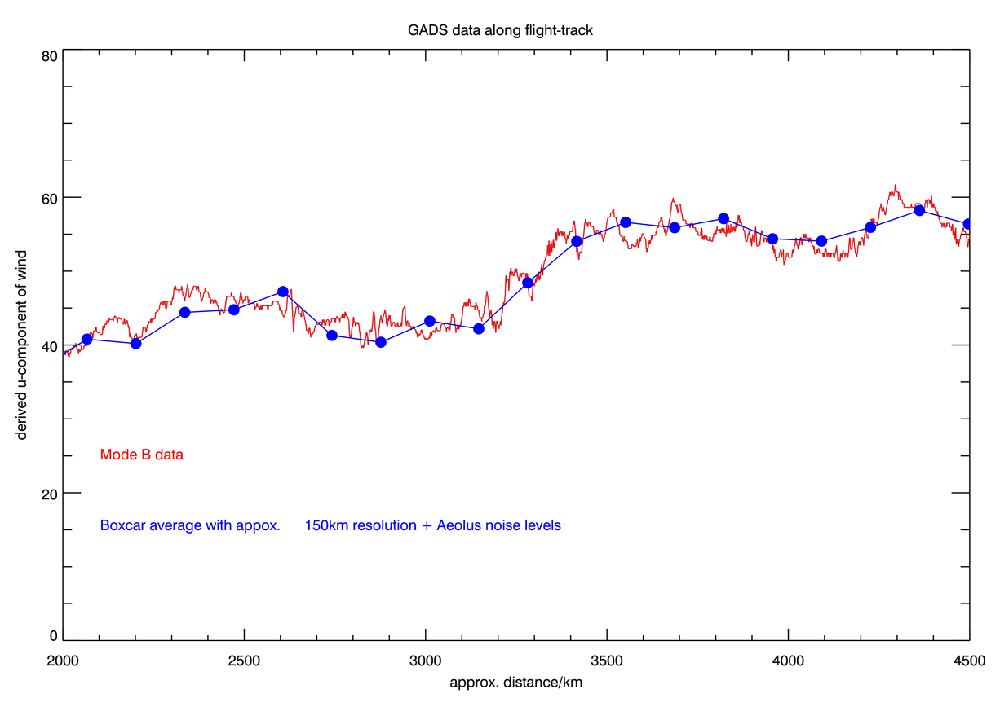 GADS data along flight-track
80
60
40
20
0
derived u-component of wind
Mode B data
Boxcar average with appox. 150km resolution + Aeolus noise levels
2000 2500 3000 3500 4000 4500
approx. distance/km